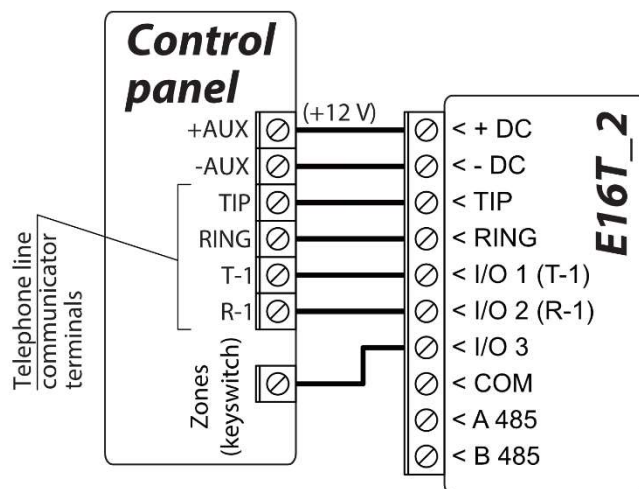 Control
panel
+AUX
(+12 V)
-AUX
TIP
RING
T-1
R-1
Zones
(keyswitch)
Telephone line
communicator
terminals
E16T_2
< + DC
< - DC
< TIP
< RING
< I/O 1 (T-1)
< I/O 2 (R-1)
< I/O 3
< COM
< A 485
< B 485